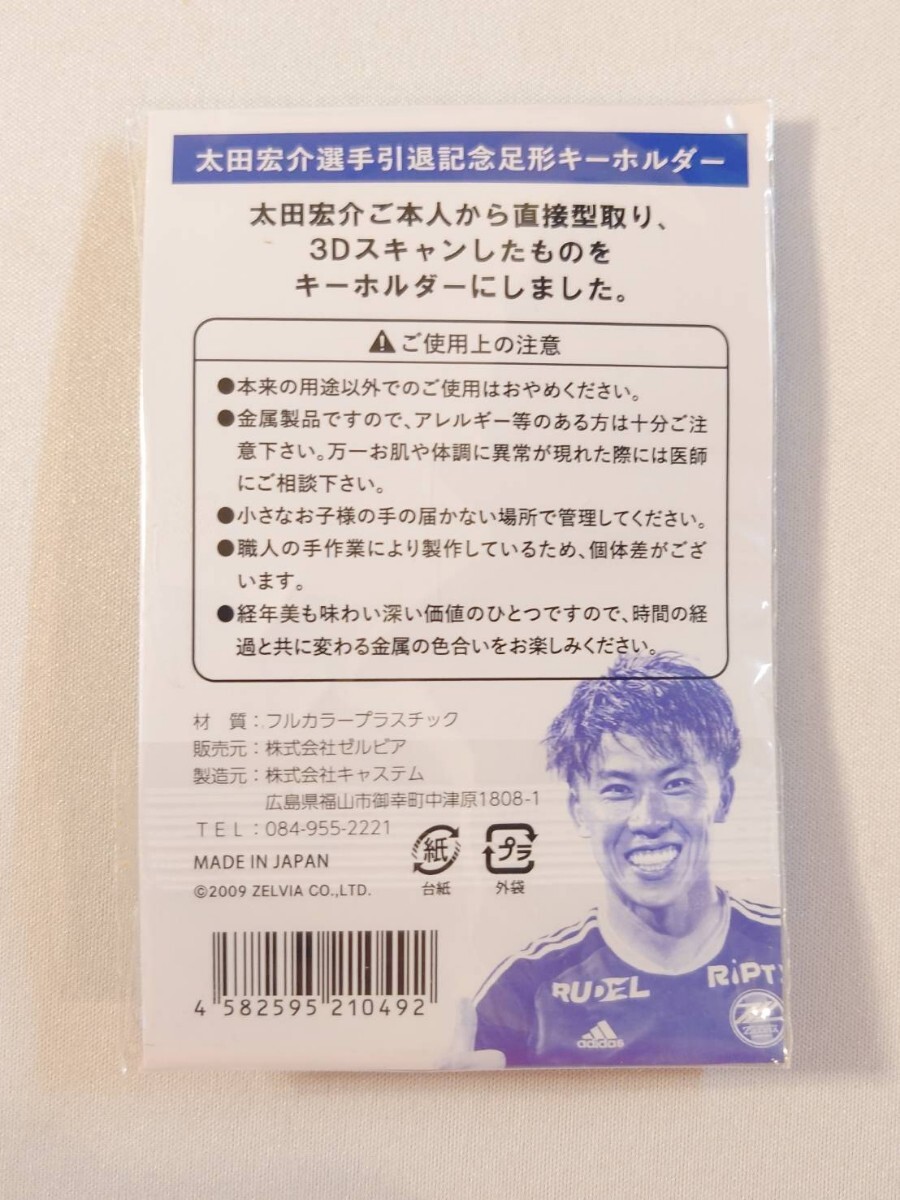 太田宏介選手引退記念足形キーホルダー
太田宏介ご本人から直接型取り、
3Dスキャンしたものを
キーホルダーにしました。
ご使用上の注意
●本来の用途以外でのご使用はおやめください。
●金属製品ですので、アレルギー等のある方は十分ご注
意下さい。万一お肌や体調に異常が現れた際には医師
にご相談下さい。
●小さなお子様の手の届かない場所で管理してください。
●職人の手作業により製作しているため、個体差がござ
います。
●経年美も味わい深い価値のひとつですので、時間の経
過と共に変わる金属の色合いをお楽しみください。
材 質：フルカラープラスチック
販売元：株式会社ゼルビア
製造元：株式会社キャステム
広島県福山市御幸町中津原1808-1
TEL：084-955-2221
MADE IN JAPAN
©2009 ZELVIA CO.,LTD.
紙
台紙
プラ
外袋
4 582595 210492
RUDEL
RiPT
adidas
ZELVIA